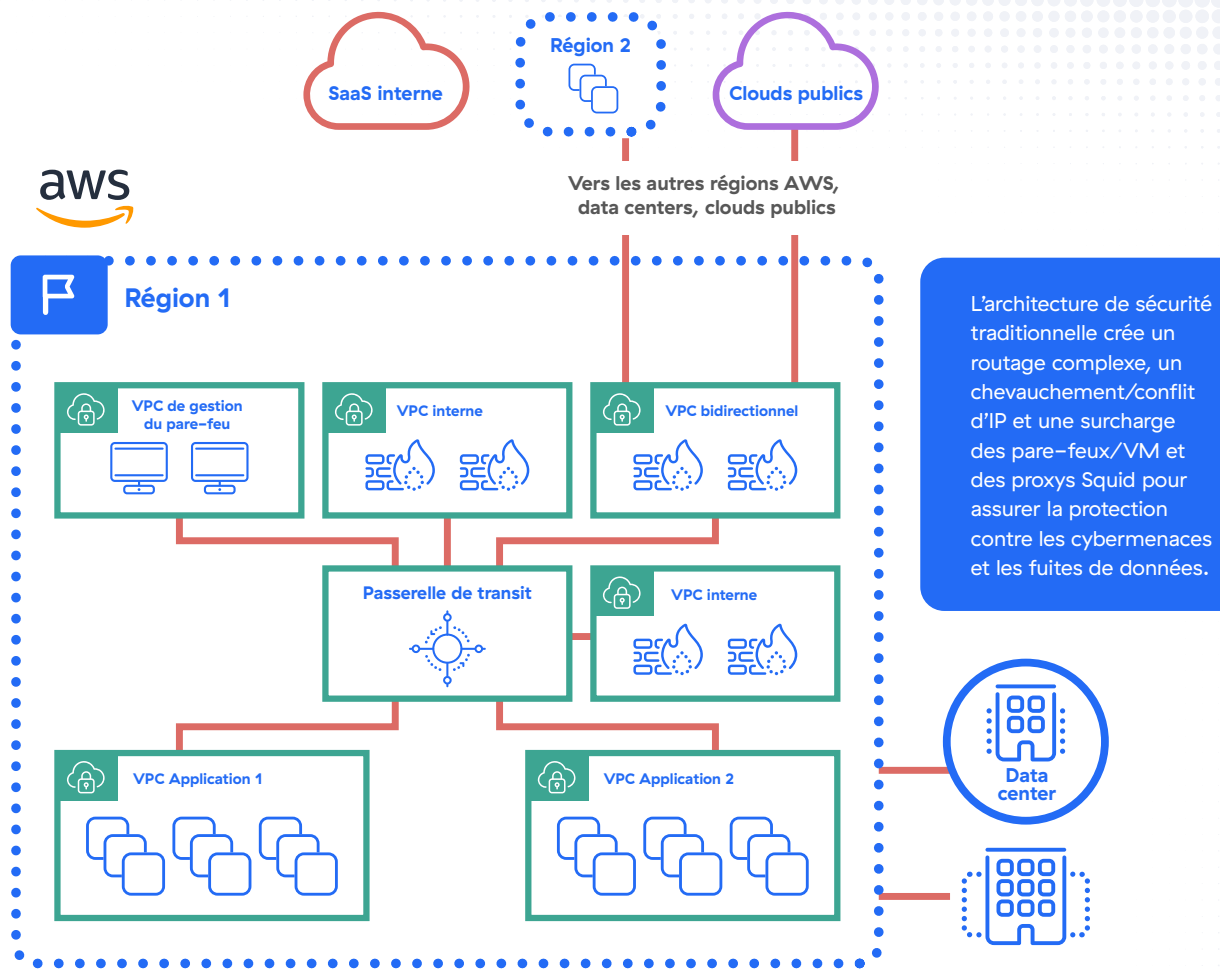 SaaS interne
Région 2
Clouds publics
aws
Vers les autres régions AWS,
data centers, clouds publics
Région 1
L'architecture de sécurité
traditionnelle crée un
routage complexe, un
chevauchement/conflit
d'IP et une surcharge
des pare-feux/VM et
des proxys Squid pour
assurer la protection
contre les cybermenaces
et les fuites de données.
VPC de gestion
du pare-feu
VPC interne
VPC bidirectionnel
Passerelle de transit
VPC interne
VPC Application 1
VPC Application 2
Data
center